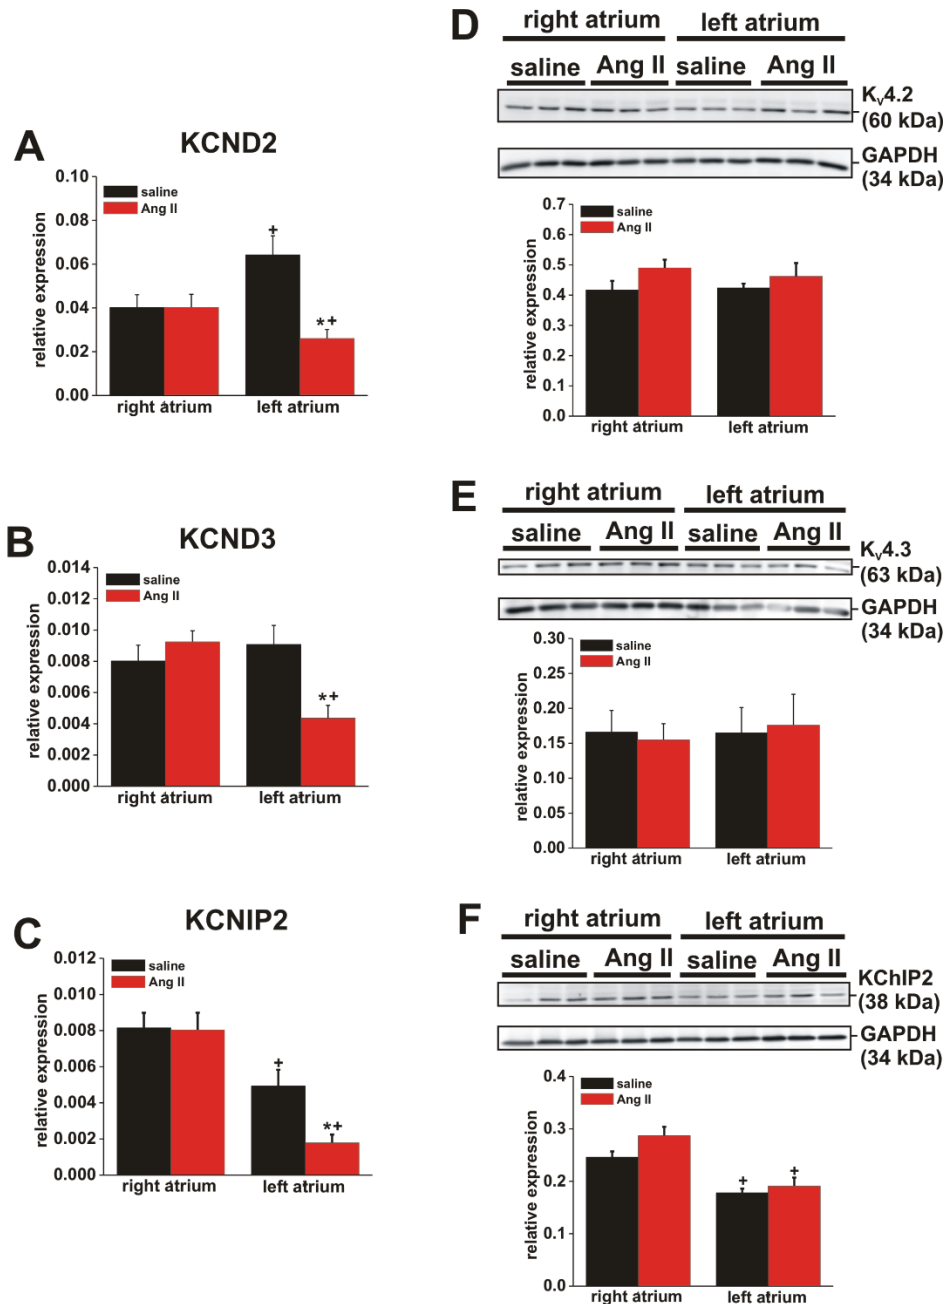 A
KCND2
0.10
0.08
0.06
0.04
0.02
0.00
relative expression
saline
Ang II
+
*+
right atrium left atrium
B
KCND3
0.014
0.012
0.010
0.008
0.006
0.004
0.002
0.000
relative expression
saline
Ang II
*+
right atrium left atrium
C
KCNIP2
0.012
0.010
0.008
0.006
0.004
0.002
0.000
relative expression
saline
Ang II
+
*+
right atrium left atrium
D
right atrium left atrium
saline Ang II saline Ang II
Kv4.2
(60 kDa)
GAPDH
(34 kDa)
0.7
0.6
0.5
0.4
0.3
0.2
0.1
0.0
relative expression
saline
Ang II
right atrium left atrium
E
right atrium left atrium
saline Ang II saline Ang II
Kv4.3
(63 kDa)
GAPDH
(34 kDa)
0.30
0.25
0.20
0.15
0.10
0.05
0.00
relative expression
saline
Ang II
right atrium left atrium
F
right atrium left atrium
saline Ang II saline Ang II
KChIP2
(38 kDa)
GAPDH
(34 kDa)
0.4
0.3
0.2
0.1
0.0
relative expression
saline
Ang II
+ +
right atrium left atrium